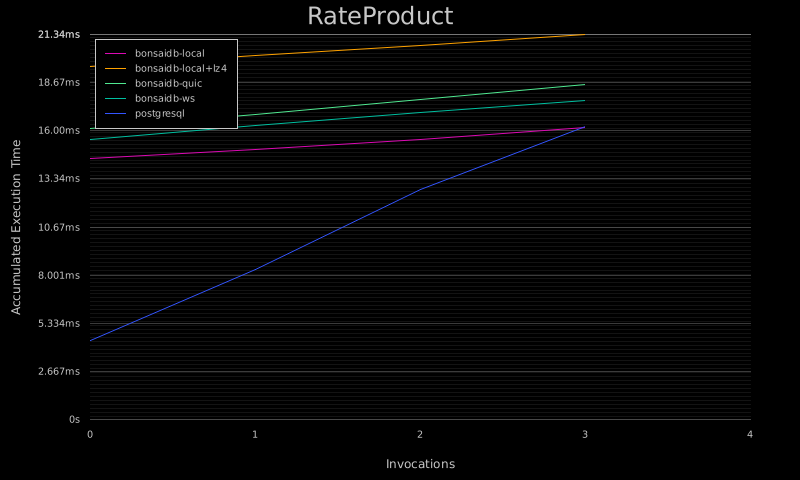 RateProduct
21.34ms
bonsaidb-local
bonsaidb-local+lz4
bonsaidb-quic
bonsaidb-ws
postgresql
18.67ms
16.00ms
13.34ms
10.67ms
8.001ms
5.334ms
2.667ms
0s
Accumulated Execution Time
0 1 2 3 4
Invocations